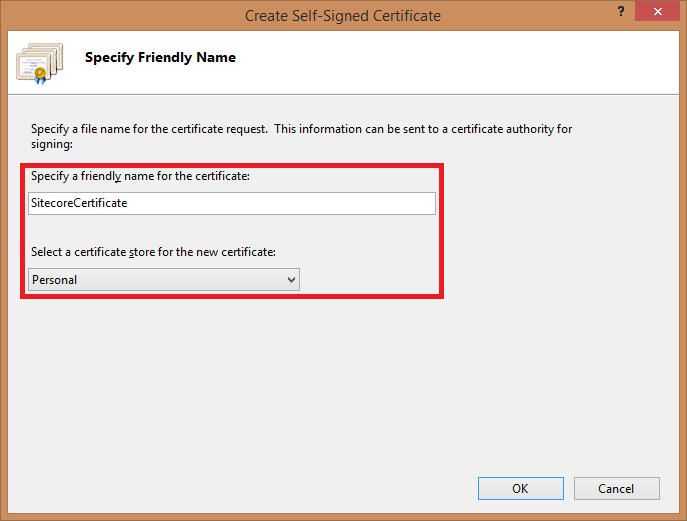 Create Self-Signed Certificate
?
Specify Friendly Name
Specify a file name for the certificate request.  This information can be sent to a certificate authority for
signing:
Specify a friendly name for the certificate:
SitecoreCertificate
Select a certificate store for the new certificate:
Personal
OK
Cancel